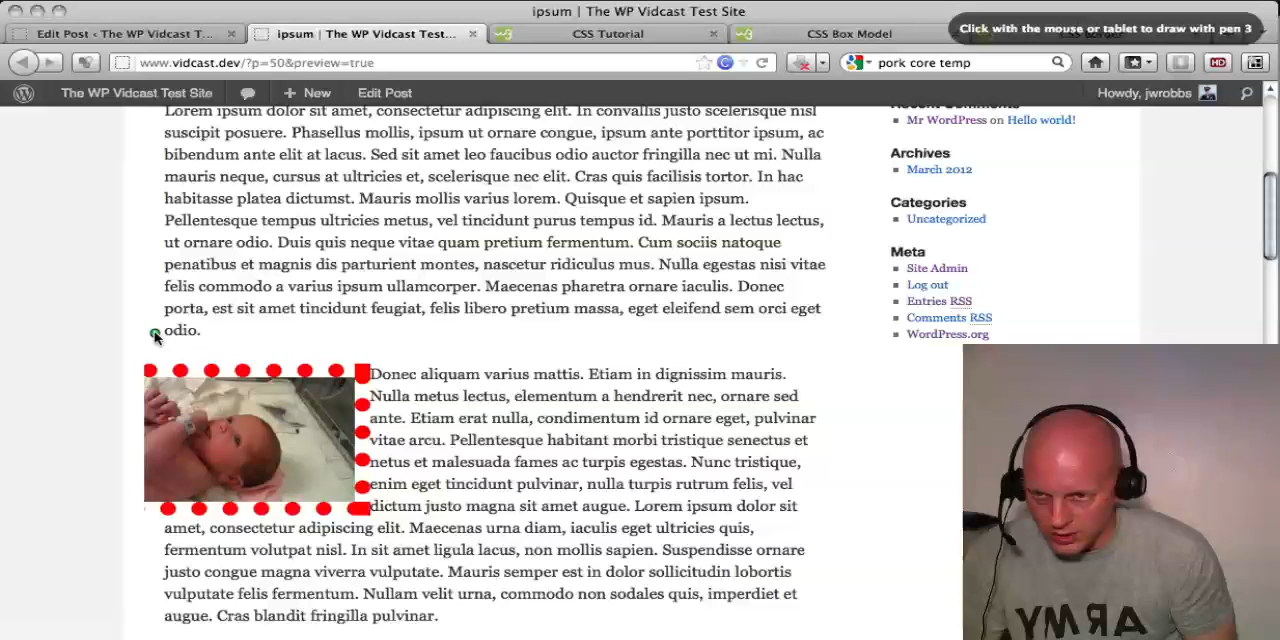 ipsum | The WP Vidcast Test Site
Edit Post ‹ The WP Vidcast T...
ipsum | The WP Vidcast Test...
CSS Tutorial
CSS Box Model
Click with the mouse or tablet to draw with pen 3
www.vidcast.dev/?p=50&preview=true
pork core temp
HD
The WP Vidcast Test Site
+ New
Edit Post
Howdy, jwrobbs
Lorem ipsum dolor sit amet, consectetur adipiscing elit. In convallis justo scelerisque nisl
suscipit posuere. Phasellus mollis, ipsum ut ornare congue, ipsum ante porttitor ipsum, ac
bibendum ante elit at lacus. Sed sit amet leo faucibus odio auctor fringilla nec ut mi. Nulla
mauris neque, cursus at ultricies et, scelerisque nec elit. Cras quis facilisis tortor. In hac
habitasse platea dictumst. Mauris mollis varius lorem. Quisque et sapien ipsum.
Pellentesque tempus ultricies metus, vel tincidunt purus tempus id. Mauris a lectus lectus,
ut ornare odio. Duis quis neque vitae quam pretium fermentum. Cum sociis natoque
penatibus et magnis dis parturient montes, nascetur ridiculus mus. Nulla egestas nisi vitae
felis commodo a varius ipsum ullamcorper. Maecenas pharetra ornare iaculis. Donec
porta, est sit amet tincidunt feugiat, felis libero pretium massa, eget eleifend sem orci eget
odio.
Donec aliquam varius mattis. Etiam in dignissim mauris.
Nulla metus lectus, elementum a hendrerit nec, ornare sed
ante. Etiam erat nulla, condimentum id ornare eget, pulvinar
vitae arcu. Pellentesque habitant morbi tristique senectus et
netus et malesuada fames ac turpis egestas. Nunc tristique,
enim eget tincidunt pulvinar, nulla turpis rutrum felis, vel
dictum justo magna sit amet augue. Lorem ipsum dolor sit
amet, consectetur adipiscing elit. Maecenas urna diam, iaculis eget ultricies quis,
fermentum volutpat nisl. In sit amet ligula lacus, non mollis sapien. Suspendisse ornare
justo congue magna viverra vulputate. Mauris semper est in dolor sollicitudin lobortis
vulputate felis fermentum. Nullam velit urna, commodo non sodales quis, imperdiet et
augue. Cras blandit fringilla pulvinar.
Mr WordPress on Hello world!
Archives
March 2012
Categories
Uncategorized
Meta
Site Admin
Log out
Entries RSS
Comments RSS
WordPress.org
ARMY